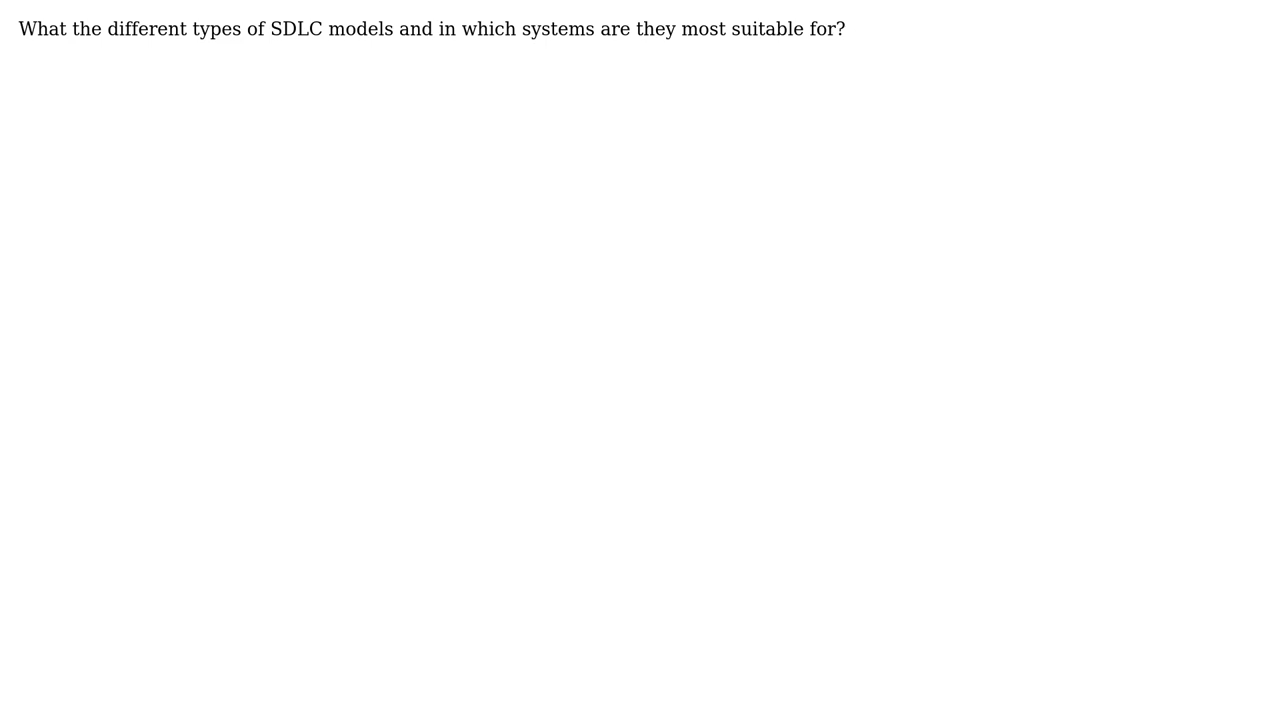 What the different types of SDLC models and in which systems are they most suitable for?